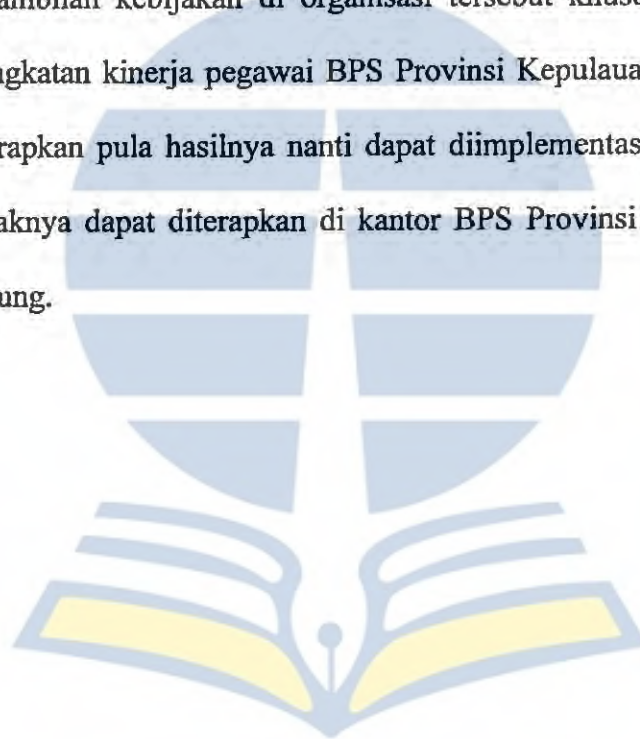 kebijakan di organisasi tersebut
ngkatan kinerja pegawai BPS Provinsi Kepulaua
rapkan pula hasilnya nanti dapat diimplementas
aknya dapat diterapkan di kantor BPS Provinsi
ung.